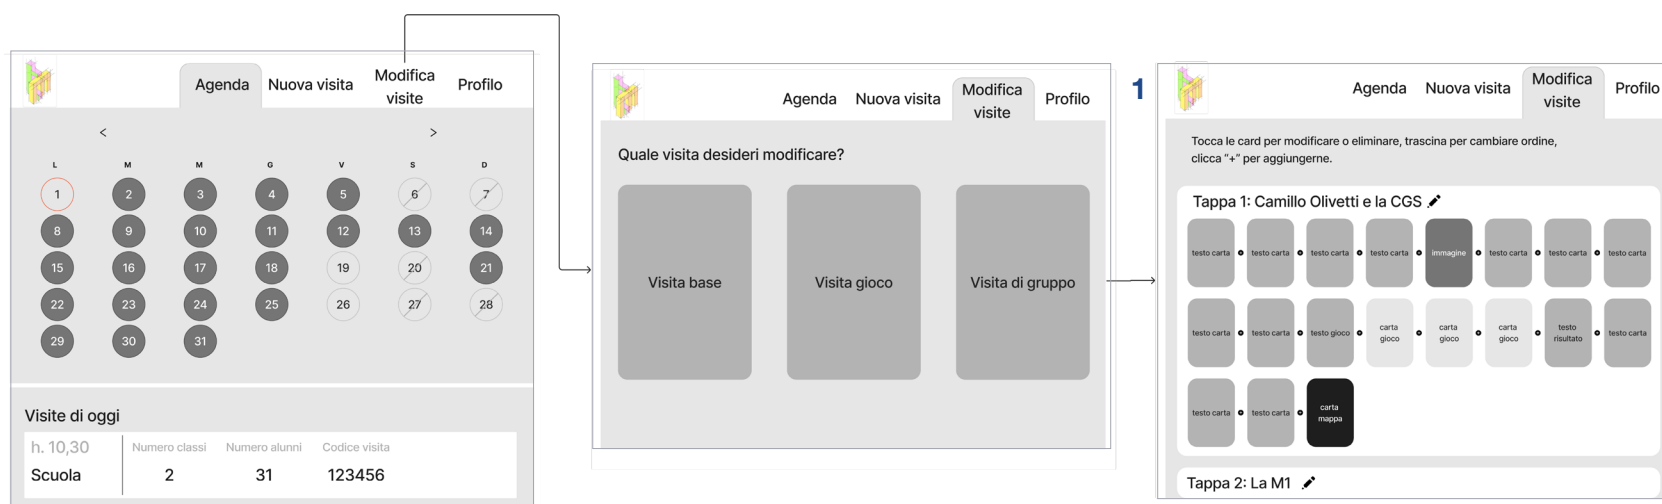 Agenda Nuova visita Modifica visite Profilo
< >
L M M G V S D
1 2 3 4 5 6 7
8 9 10 11 12 13 14
15 16 17 18 19 20 21
22 23 24 25 26 27 28
29 30 31
Visite di oggi
h. 10,30 Numero classi Numero alunni Codice visita
Scuola 2 31 123456
Agenda Nuova visita Modifica visite Profilo
Quale visita desideri modificare?
Visita base Visita gioco Visita di gruppo
1
Agenda Nuova visita Modifica visite Profilo
Tocca le card per modificare o eliminare, trascina per cambiare ordine,
clicca “+” per aggiungerne.
Tappa 1: Camillo Olivetti e la CGS
testo carta testo carta testo carta testo carta immagine testo carta testo carta testo carta
testo carta testo carta testo gioco carta gioco carta gioco carta gioco testo risultato testo carta
testo carta testo carta carta mappa
Tappa 2: La M1